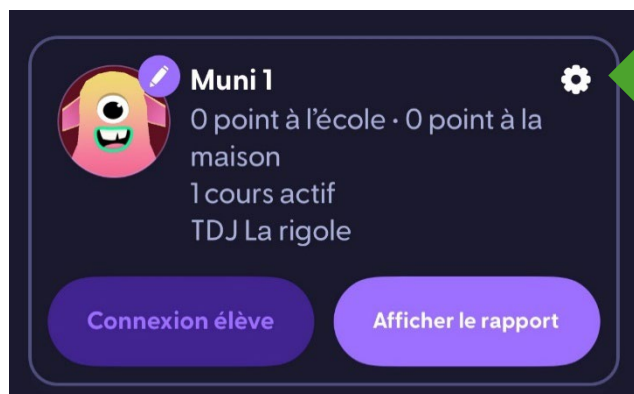 Muni 1
0 point à l’école · 0 point à la
maison
1 cours actif
TDJ La rigole
Connexion élève
Afficher le rapport